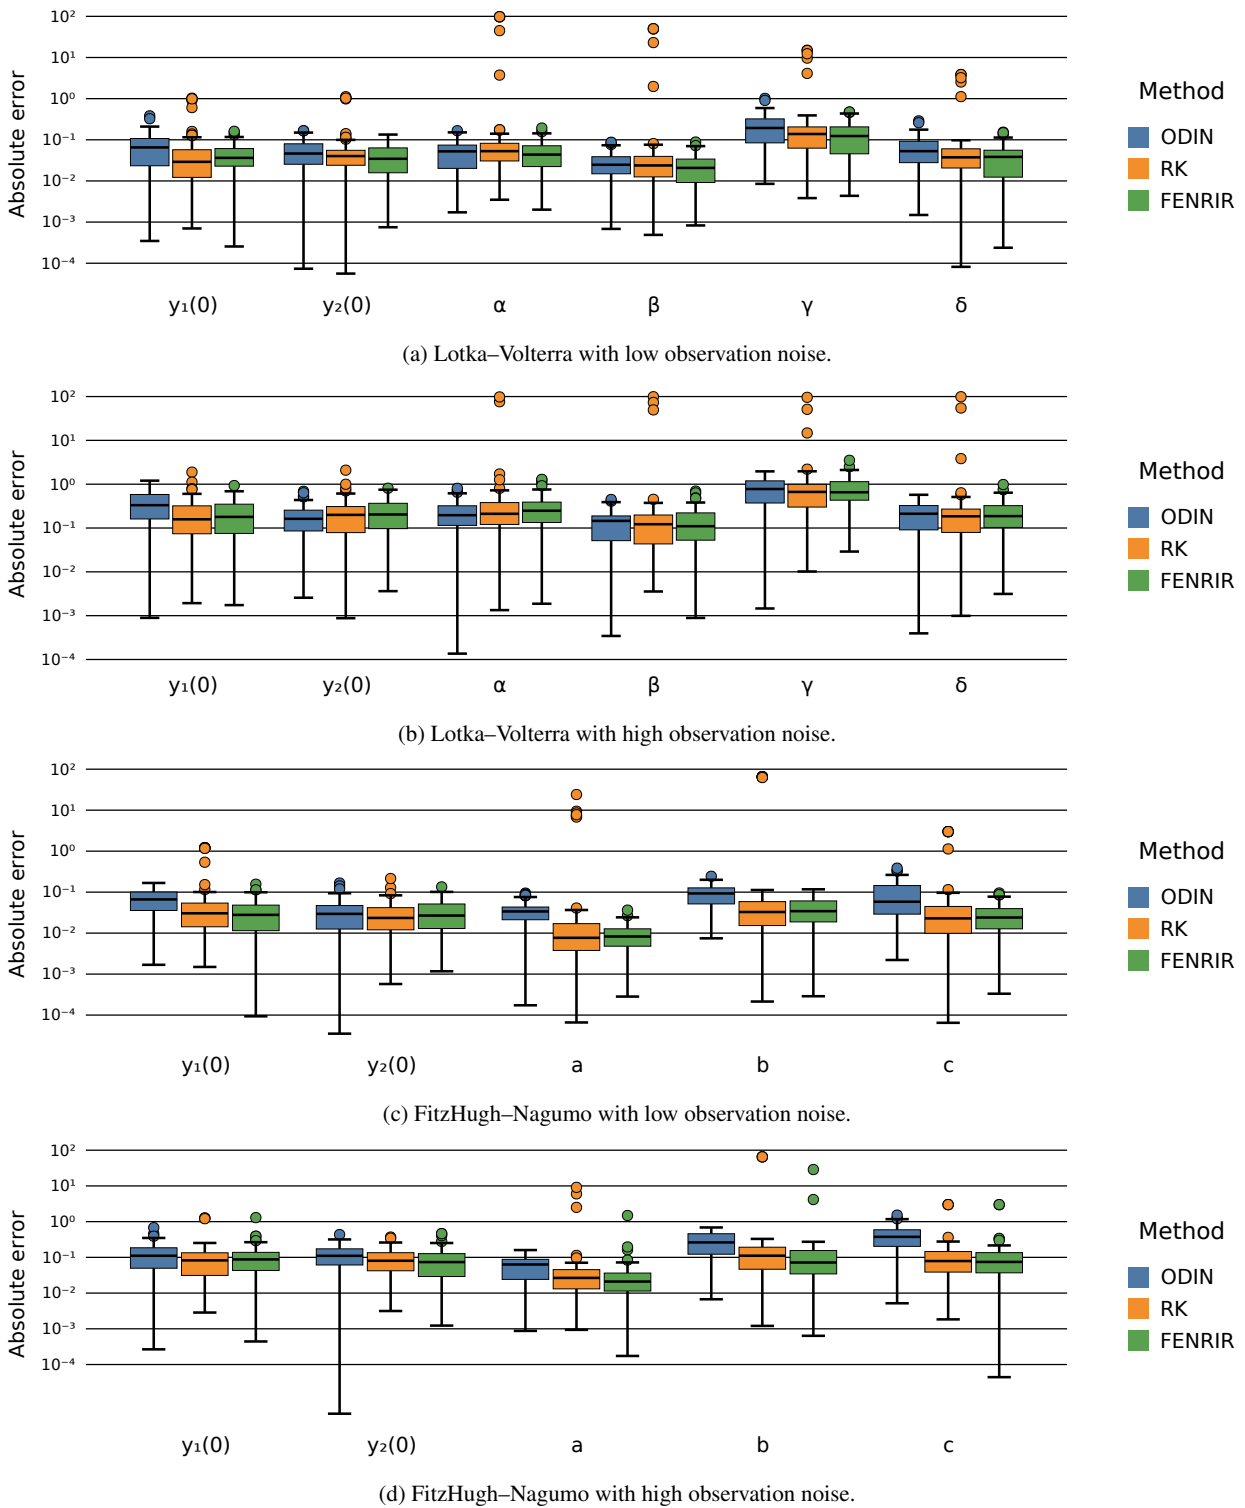 10²
10¹
10⁰
10⁻¹
10⁻²
10⁻³
10⁻⁴
Absolute error
y₁(0) y₂(0) α β γ δ
Method
ODIN
RK
FENRIR
(a) Lotka–Volterra with low observation noise.
10²
10¹
10⁰
10⁻¹
10⁻²
10⁻³
10⁻⁴
Absolute error
y₁(0) y₂(0) α β γ δ
Method
ODIN
RK
FENRIR
(b) Lotka–Volterra with high observation noise.
10²
10¹
10⁰
10⁻¹
10⁻²
10⁻³
10⁻⁴
Absolute error
y₁(0) y₂(0) a b c
Method
ODIN
RK
FENRIR
(c) FitzHugh–Nagumo with low observation noise.
10²
10¹
10⁰
10⁻¹
10⁻²
10⁻³
10⁻⁴
Absolute error
y₁(0) y₂(0) a b c
Method
ODIN
RK
FENRIR
(d) FitzHugh–Nagumo with high observation noise.